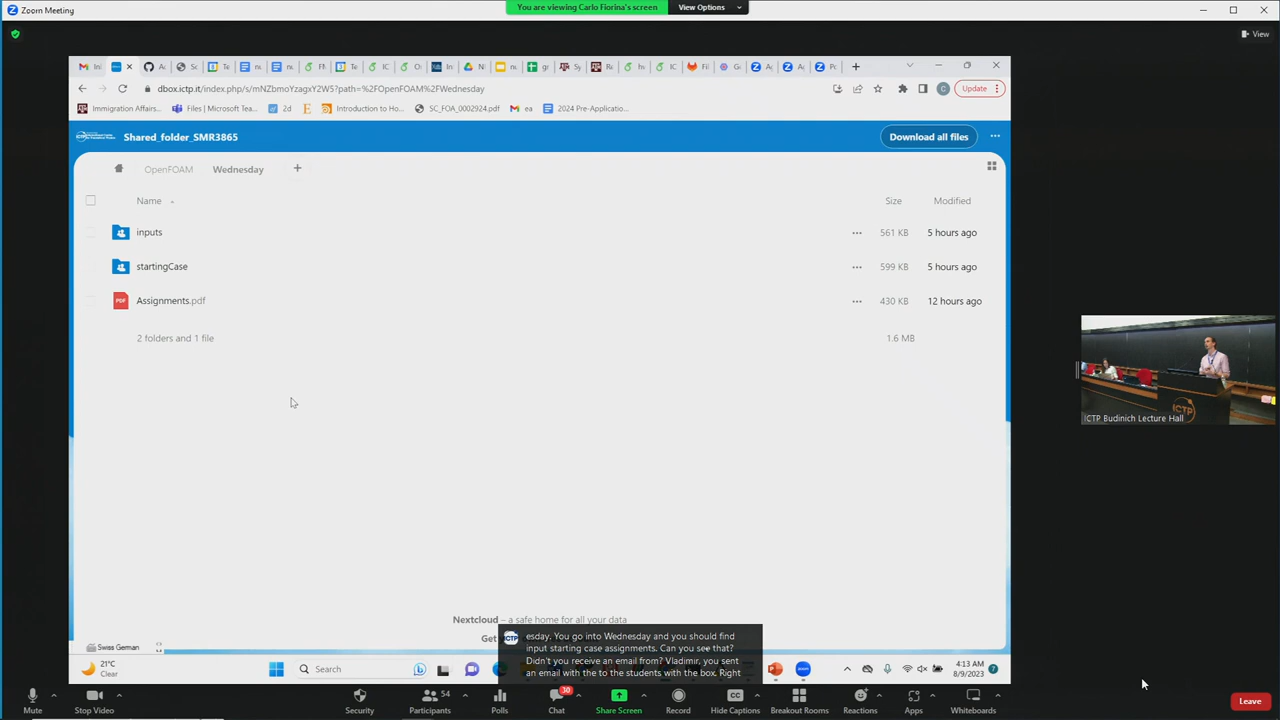 Zoom Meeting
You are viewing Carlo Fiorina's screen
View Options
View
dbox.ictp.it/index.php/s/mNZbmoYzagxY2W5?path=%2FOpenFOAM%2FWednesday
Update
Immigration Affairs...
Files | Microsoft Tea...
2d
Introduction to Ho...
SC_FOA_0002924.pdf
ea
2024 Pre-Applicatio...
Shared_folder_SMR3865
Download all files
OpenFOAM
Wednesday
Name
Size
Modified
inputs
561 KB
5 hours ago
startingCase
599 KB
5 hours ago
PDF
Assignments.pdf
430 KB
12 hours ago
2 folders and 1 file
1.6 MB
ICTP
ICTP Budinich Lecture Hall
Nextcloud – a safe home for all your data
Get
Swiss German
ICTP
esday. You go into Wednesday and you should find
input starting case assignments. Can you see that?
Didn't you receive an email from? Vladimir, you sent
an email with the to the students with the box. Right
21°C
Clear
Search
4:13 AM
8/9/2023
Mute
Stop Video
Security
54
Participants
Polls
30
Chat
Share Screen
Record
CC
Hide Captions
Breakout Rooms
Reactions
Apps
Whiteboards
Leave